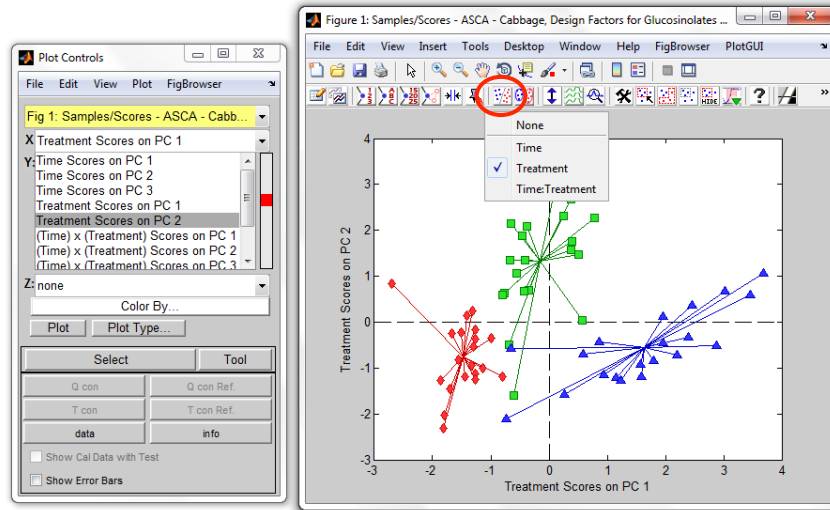 Plot Controls
File Edit View Plot FigBrowser
Fig 1: Samples/Scores - ASCA - Cabb...
X Treatment Scores on PC 1
Y: Time Scores on PC 1
Time Scores on PC 2
Time Scores on PC 3
Treatment Scores on PC 1
Treatment Scores on PC 2
(Time) x (Treatment) Scores on PC 1
(Time) x (Treatment) Scores on PC 2
(Time) x (Treatment) Scores on PC 3
Z: none
Color By...
Plot Plot Type...
Select Tool
Q con Q con Ref.
T con T con Ref.
data info
Show Cal Data with Test
Show Error Bars
Figure 1: Samples/Scores - ASCA - Cabbage, Design Factors for Glucosinolates ...
File Edit View Insert Tools Desktop Window Help FigBrowser PlotGUI
HIDE
None
Time
Treatment
Time:Treatment
4
3
2
1
0
-1
-2
-3
Treatment Scores on PC 2
-3 -2 -1 0 1 2 3 4
Treatment Scores on PC 1